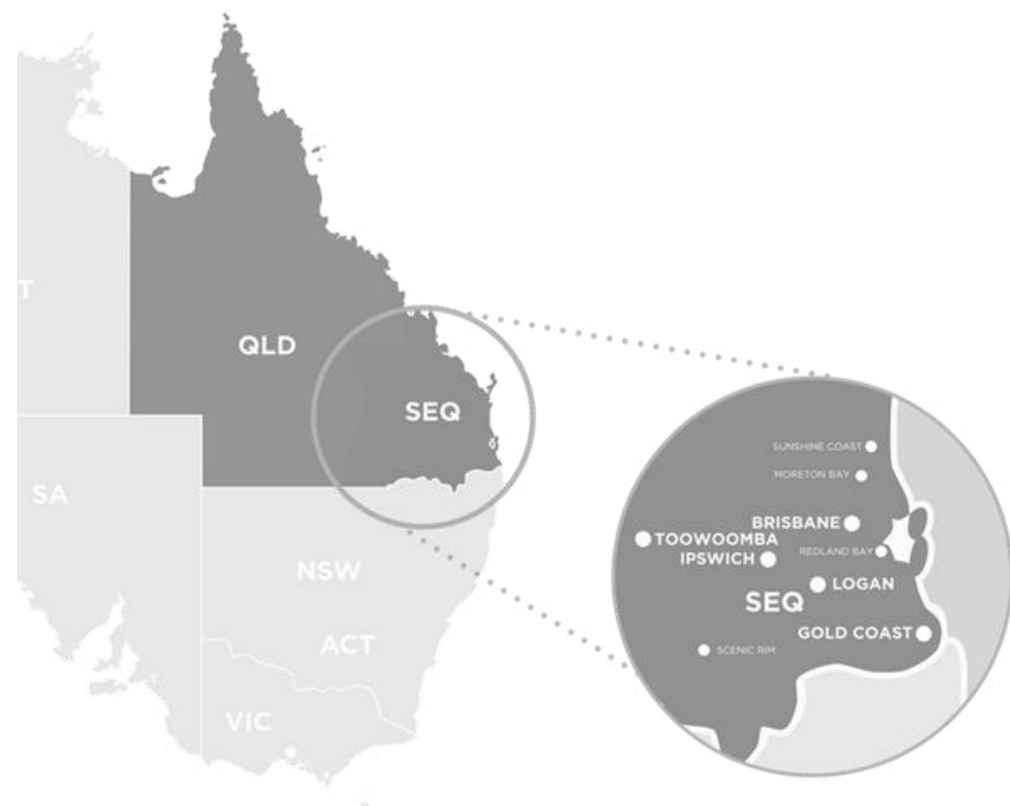 T
QLD
SEQ
SA
NSW
ACT
VIC
SUNSHINE COAST
MORETON BAY
BRISBANE
TOOWOOMBA
REDLAND BAY
IPSWICH
LOGAN
SEQ
GOLD COAST
SCENIC RIM